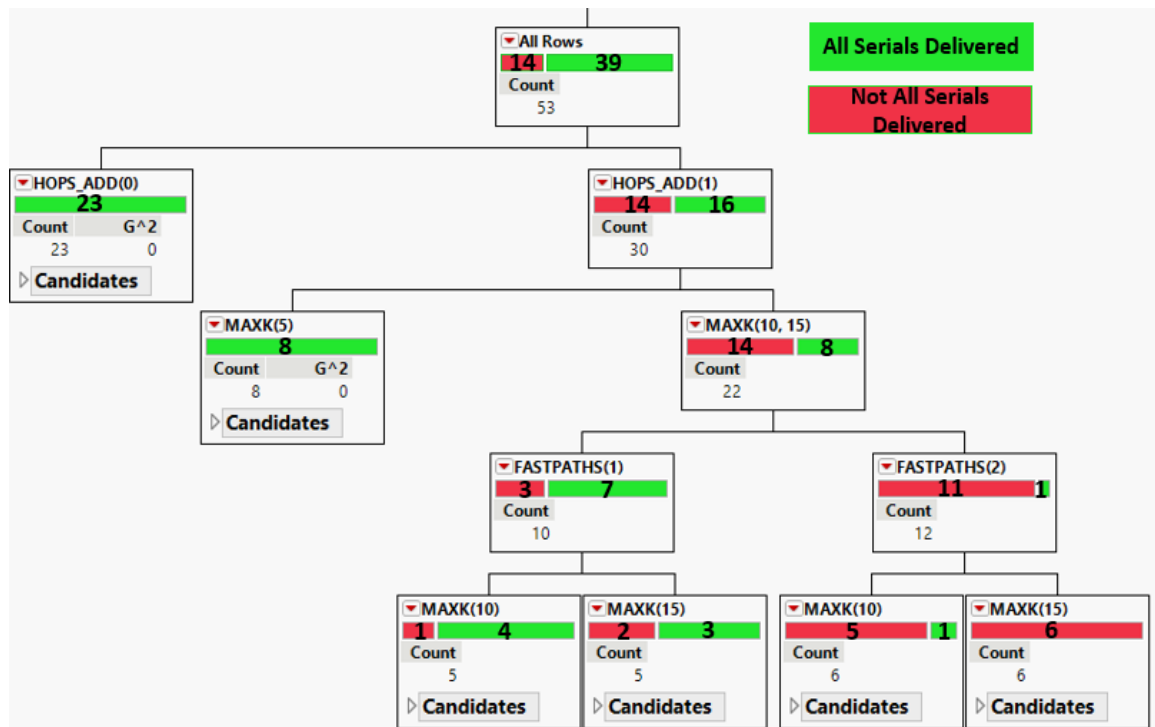 All Rows
14 39
Count
53
All Serials Delivered
Not All Serials
Delivered
HOPS_ADD(0)
23
Count G^2
23 0
Candidates
HOPS_ADD(1)
14 16
Count
30
MAXK(5)
8
Count G^2
8 0
Candidates
MAXK(10, 15)
14 8
Count
22
FASTPATHS(1)
3 7
Count
10
FASTPATHS(2)
11 1
Count
12
MAXK(10)
1 4
Count
5
Candidates
MAXK(15)
2 3
Count
5
Candidates
MAXK(10)
5 1
Count
6
Candidates
MAXK(15)
6
Count
6
Candidates